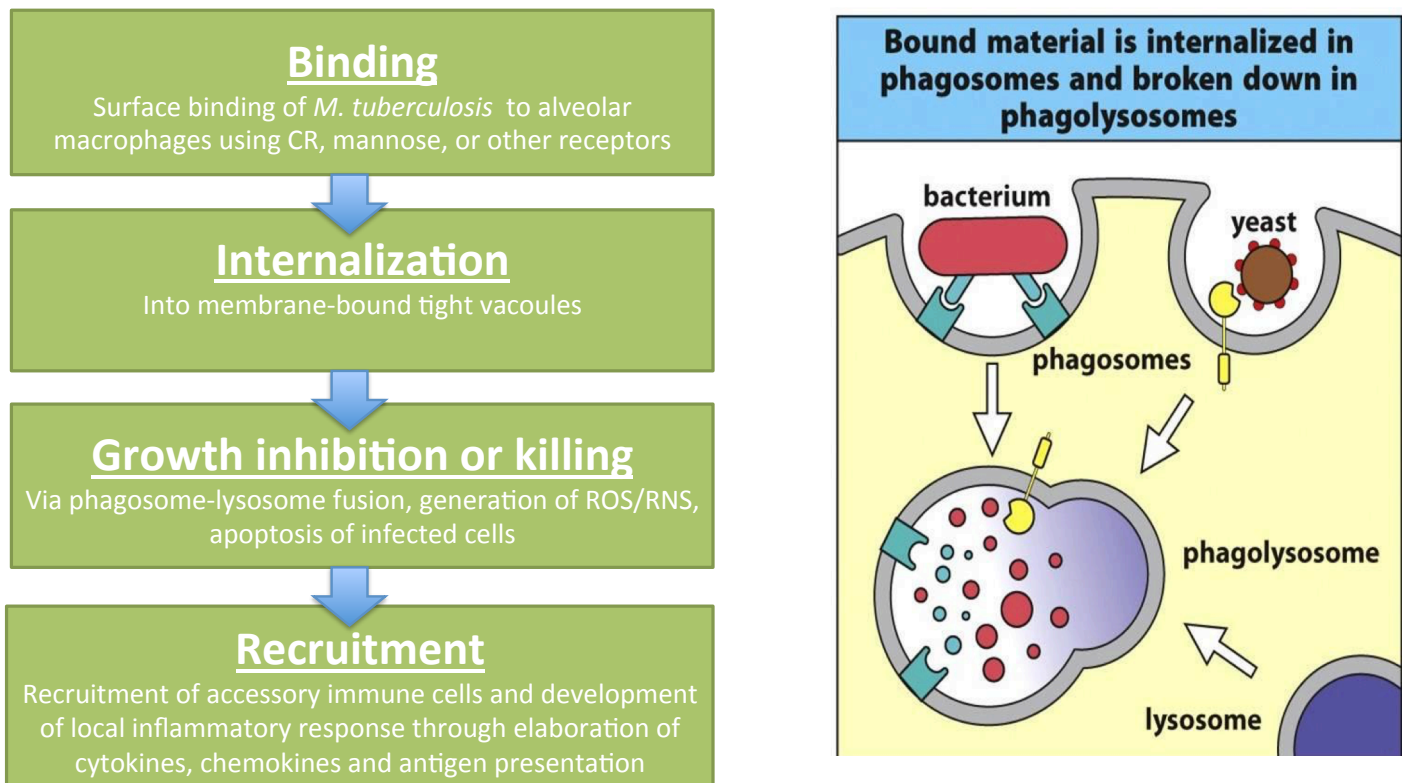 Binding
Surface binding of M. tuberculosis to alveolar
macrophages using CR, mannose, or other receptors
Internalization
Into membrane-bound tight vacoules
Growth inhibition or killing
Via phagosome-lysosome fusion, generation of ROS/RNS,
apoptosis of infected cells
Recruitment
Recruitment of accessory immune cells and development
of local inflammatory response through elaboration of
cytokines, chemokines and antigen presentation
Bound material is internalized in
phagosomes and broken down in
phagolysosomes
bacterium
yeast
phagosomes
phagolysosome
lysosome